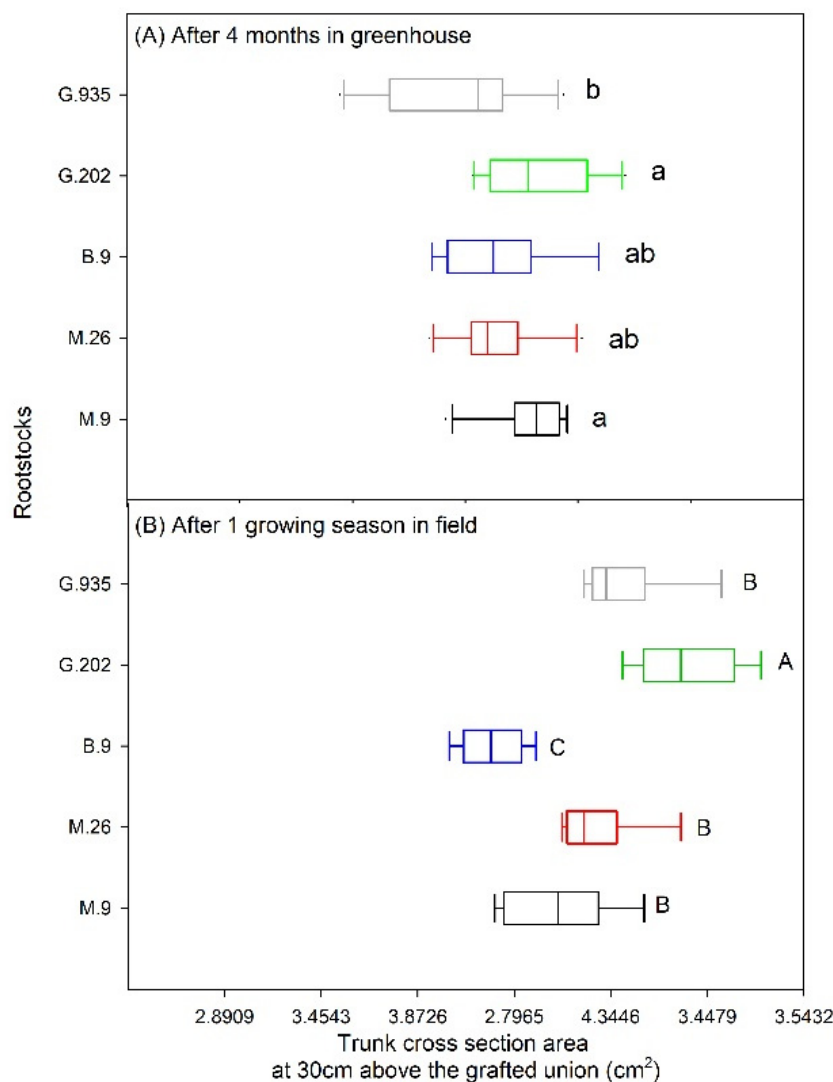 (A) After 4 months in greenhouse
G.935
b
G.202
a
B.9
ab
M.26
ab
M.9
a
Rootstocks
(B) After 1 growing season in field
G.935
B
G.202
A
B.9
C
M.26
B
M.9
B
2.8909 3.4543 3.8726 2.7965 4.3446 3.4479 3.5432
Trunk cross section area
at 30cm above the grafted union (cm²)